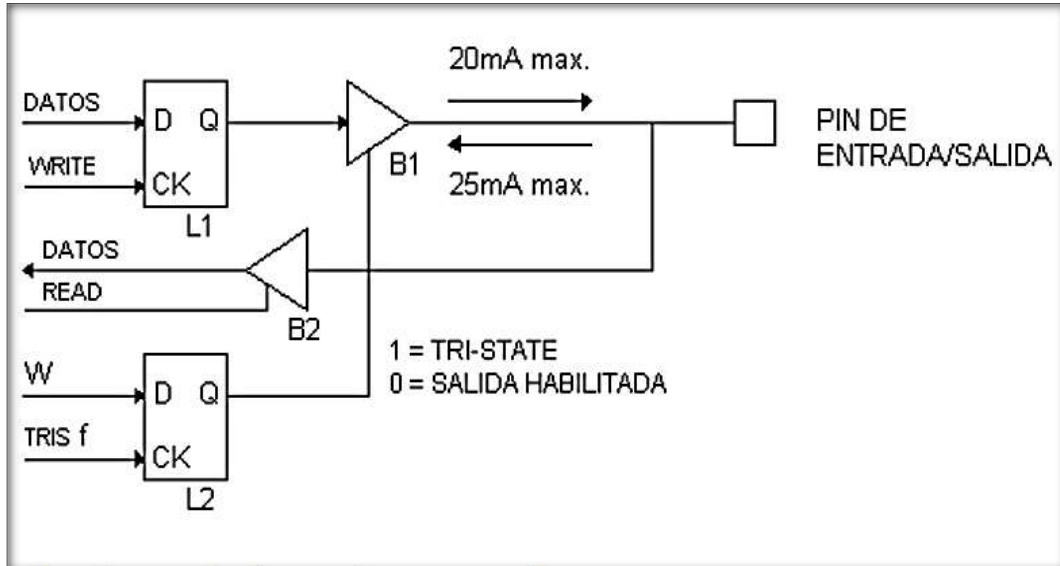 20mA max.
DATOS
D Q
PIN DE
ENTRADA/SALIDA
WRITE
CK
B1
25mA max.
L1
DATOS
READ
B2
1 = TRI-STATE
0 = SALIDA HABILITADA
W
D Q
TRIS f
CK
L2